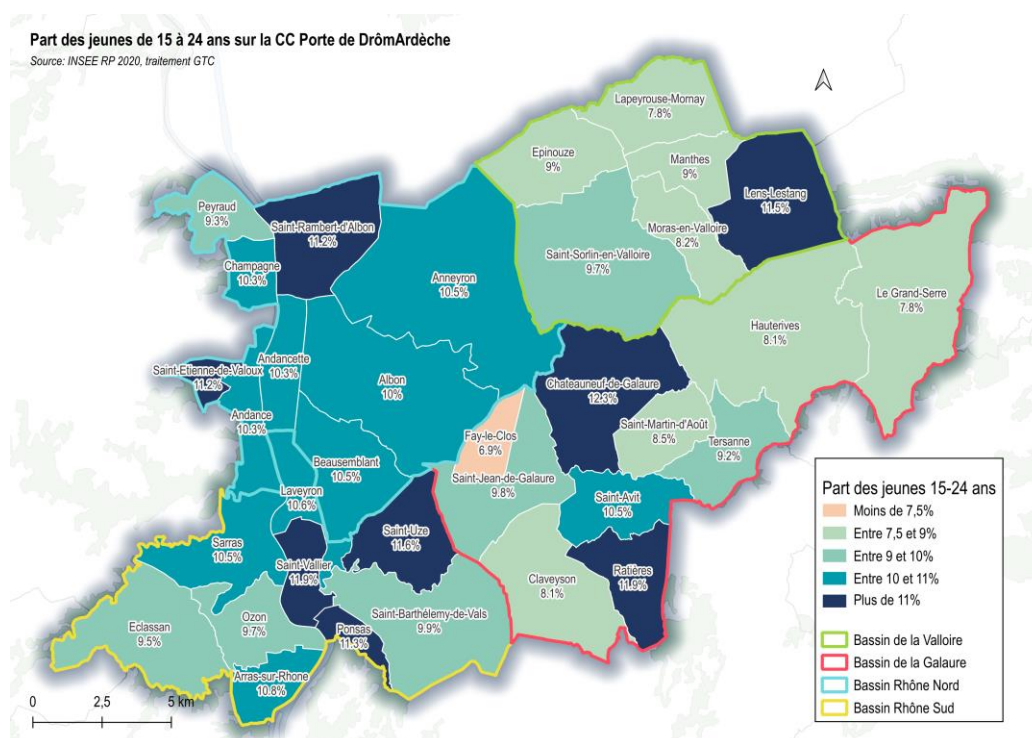 Part des jeunes de 15 à 24 ans sur la CC Porte de DrômArdèche
Source: INSEE RP 2020, traitement GTC
Lapeyrouse-Mornay
7.8%
Epinouze
9%
Manthes
9%
Lens-Lestang
11.5%
Peyraud
9.3%
Saint-Rambert-d'Albon
11.2%
Moras-en-Valloire
8.2%
Saint-Sorlin-en-Valloire
9.7%
Champagne
10.3%
Anneyron
10.5%
Le Grand-Serre
7.8%
Hauterives
8.1%
Andancette
10.3%
Saint-Etienne-de-Valoux
11.2%
Albon
10%
Chateauneuf-de-Galaure
12.3%
Andance
10.3%
Saint-Martin-d'Août
8.5%
Fay-le-Clos
6.9%
Tersanne
9.2%
Beausemblant
10.5%
Saint-Jean-de-Galaure
9.8%
Laveyron
10.6%
Saint-Avit
10.5%
Saint-Uze
11.6%
Sarras
10.5%
Saint-Vallier
11.9%
Ratières
11.9%
Claveyson
8.1%
Saint-Barthélemy-de-Vals
9.9%
Ozon
9.7%
Eclassan
9.5%
Ponsas
11.3%
Arras-sur-Rhone
10.8%
0 2,5 5 km
Part des jeunes 15-24 ans
Moins de 7,5%
Entre 7,5 et 9%
Entre 9 et 10%
Entre 10 et 11%
Plus de 11%
Bassin de la Valloire
Bassin de la Galaure
Bassin Rhône Nord
Bassin Rhône Sud